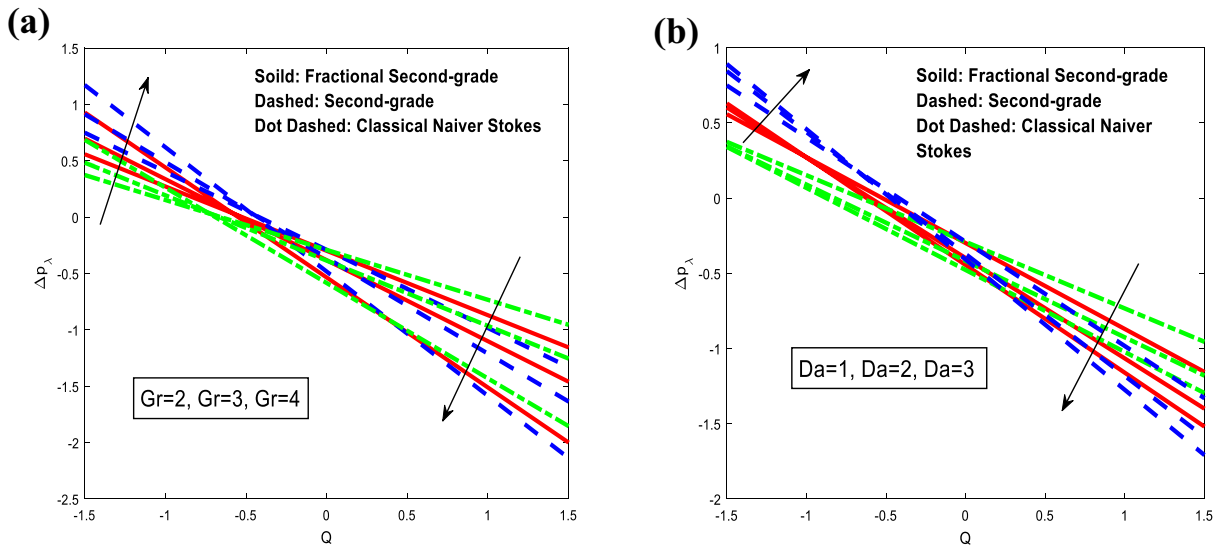 (a)
Soild: Fractional Second-grade
Dashed: Second-grade
Dot Dashed: Classical Naiver Stokes
Gr=2, Gr=3, Gr=4
1.5
1
0.5
0
-0.5
-1
-1.5
-2
-2.5
Δpλ
-1.5 -1 -0.5 0 0.5 1 1.5
Q
(b)
Soild: Fractional Second-grade
Dashed: Second-grade
Dot Dashed: Classical Naiver
Stokes
Da=1, Da=2, Da=3
1
0.5
0
-0.5
-1
-1.5
-2
Δpλ
-1.5 -1 -0.5 0 0.5 1 1.5
Q